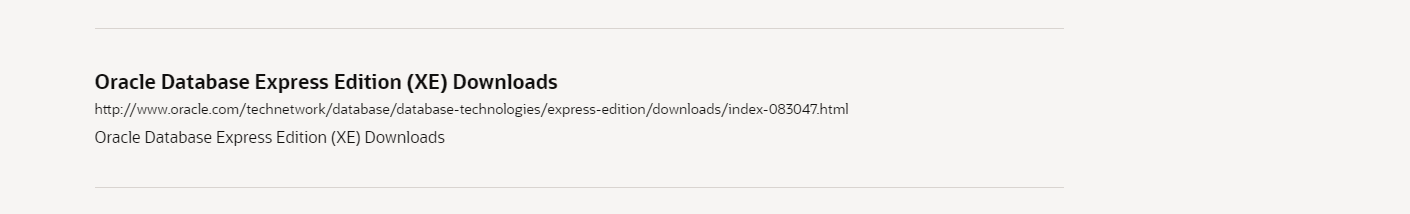 Oracle Database Express Edition (XE) Downloads
http://www.oracle.com/technetwork/database/database-technologies/express-edition/downloads/index-083047.html
Oracle Database Express Edition (XE) Downloads